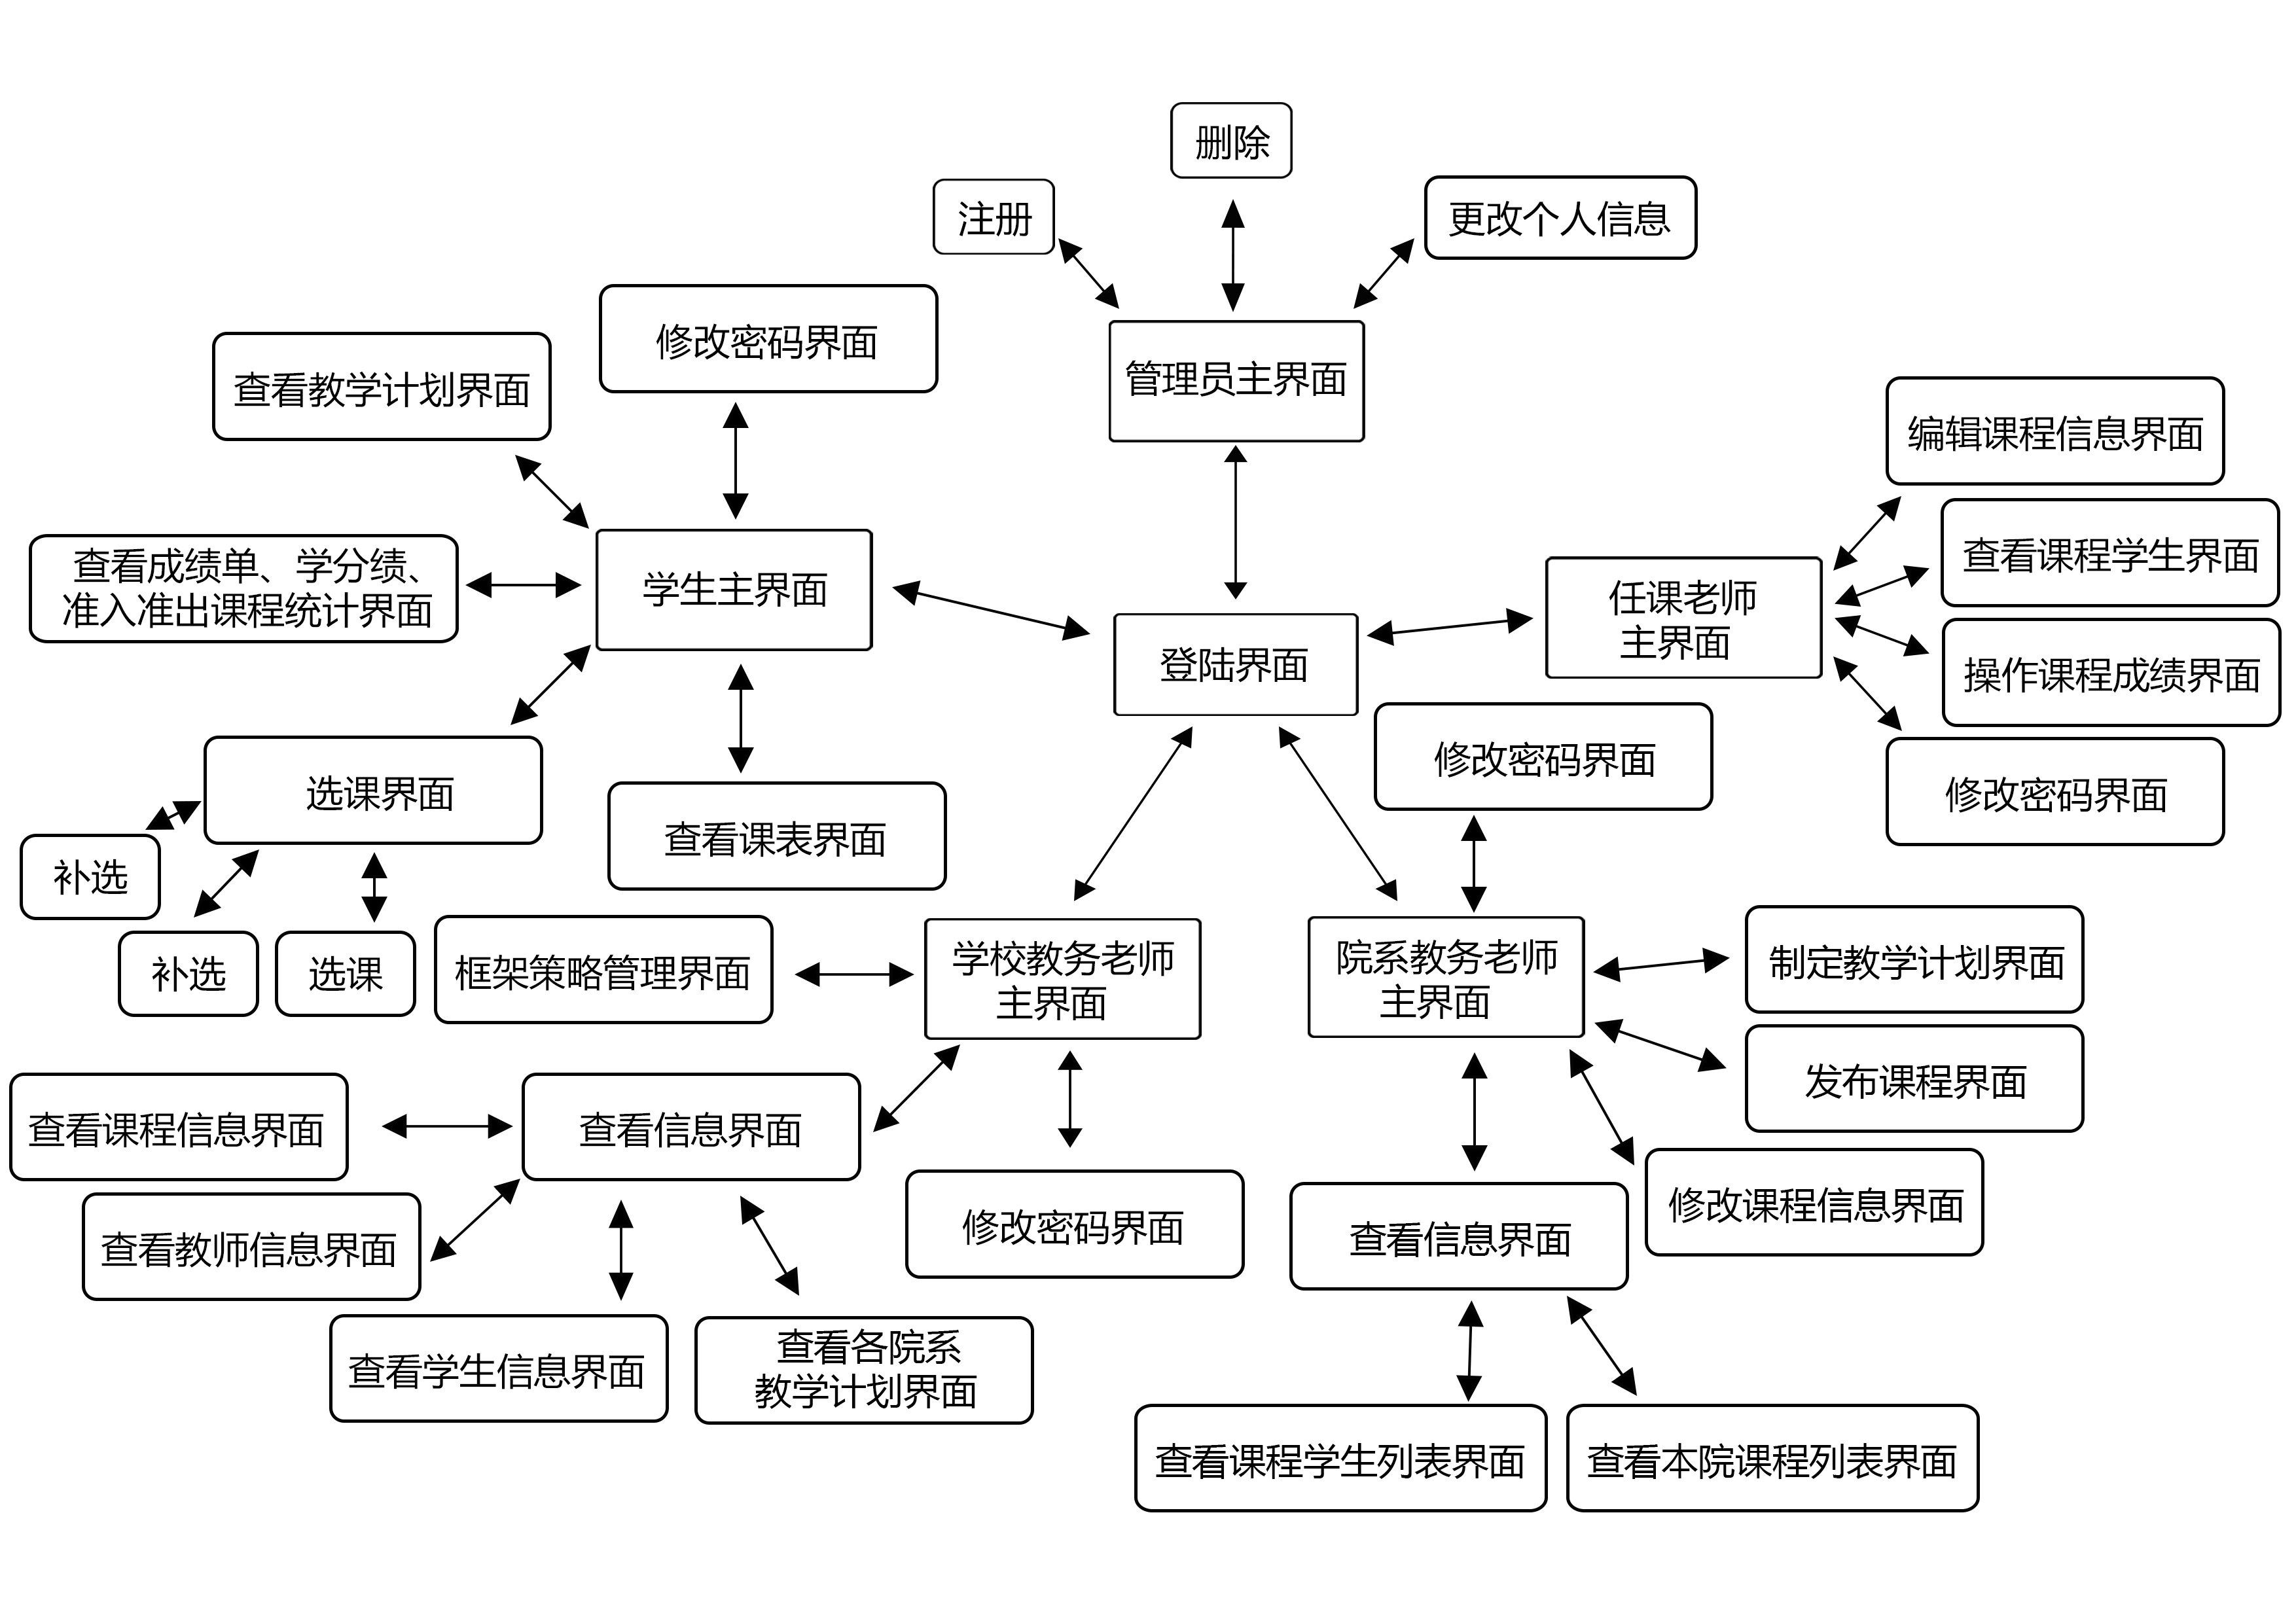 删除
注册
更改个人信息
修改密码界面
管理员主界面
查看教学计划界面
编辑课程信息界面
查看课程学生界面
查看成绩单、学分绩、
准入准出课程统计界面
学生主界面
任课老师
主界面
登陆界面
操作课程成绩界面
修改密码界面
选课界面
修改密码界面
查看课表界面
补选
补选
选课
框架策略管理界面
学校教务老师
主界面
院系教务老师
主界面
制定教学计划界面
发布课程界面
查看课程信息界面
查看信息界面
修改密码界面
修改课程信息界面
查看教师信息界面
查看信息界面
查看学生信息界面
查看各院系
教学计划界面
查看课程学生列表界面
查看本院课程列表界面